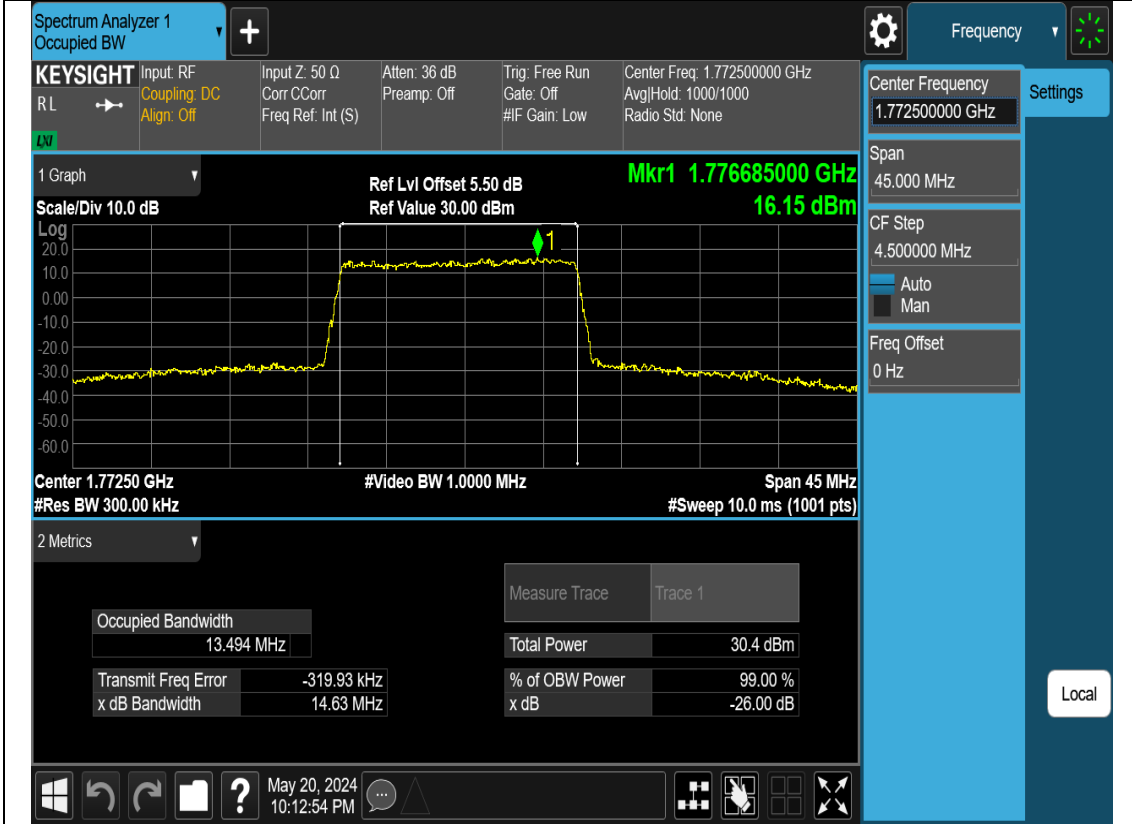 Spectrum Analyzer 1
Occupied BW
Frequency
KEYSIGHT
RL
LXI
Input: RF
Coupling: DC
Align: Off
Input Z: 50 Ω
Corr CCorr
Freq Ref: Int (S)
Atten: 36 dB
Preamp: Off
Trig: Free Run
Gate: Off
#IF Gain: Low
Center Freq: 1.772500000 GHz
Avg|Hold: 1000/1000
Radio Std: None
Center Frequency
1.772500000 GHz
Settings
Span
45.000 MHz
CF Step
4.500000 MHz
Auto
Man
Freq Offset
0 Hz
Local
1 Graph
Scale/Div 10.0 dB
Ref Lvl Offset 5.50 dB
Ref Value 30.00 dBm
Mkr1 1.776685000 GHz
16.15 dBm
Log
20.0
10.0
0.00
-10.0
-20.0
-30.0
-40.0
-50.0
-60.0
1
Center 1.77250 GHz
#Video BW 1.0000 MHz
Span 45 MHz
#Res BW 300.00 kHz
#Sweep 10.0 ms (1001 pts)
2 Metrics
Measure Trace Trace 1
Occupied Bandwidth
13.494 MHz
Total Power 30.4 dBm
Transmit Freq Error -319.93 kHz
% of OBW Power 99.00 %
x dB Bandwidth 14.63 MHz
x dB -26.00 dB
?
May 20, 2024
10:12:54 PM